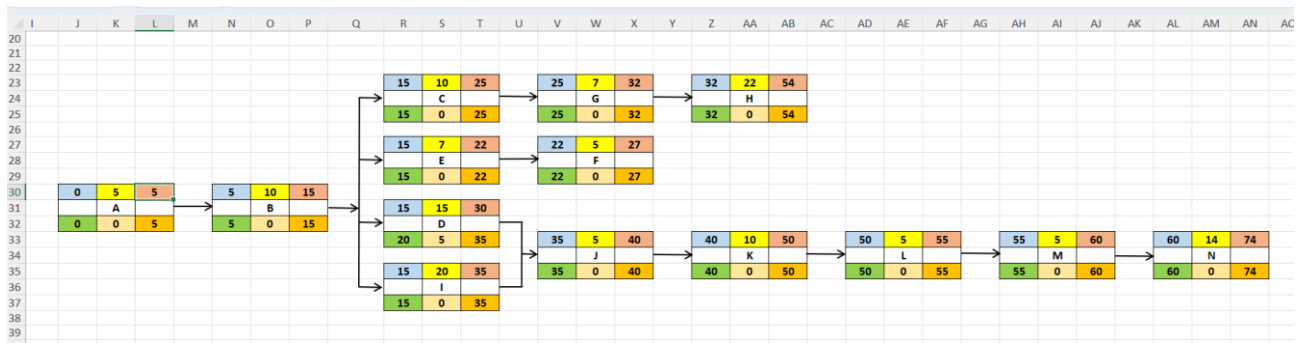 I J K L M N O P Q R S T U V W X Y Z AA AB AC AD AE AF AG AH AI AJ AK AL AM AN AO
20
21
22
23 15 10 25 25 7 32 32 22 54
24 C G H
25 15 0 25 25 0 32 32 0 54
26
27 15 7 22 22 5 27
28 E F
29 15 0 22 22 0 27
30 0 5 5 5 10 15
31 A B 15 15 30
32 0 0 5 5 0 15 D
33 20 5 35 35 5 40 40 10 50 50 5 55 55 5 60 60 14 74
34 J K L M N
35 15 20 35 35 0 40 40 0 50 50 0 55 55 0 60 60 0 74
36 I
37 15 0 35
38
39